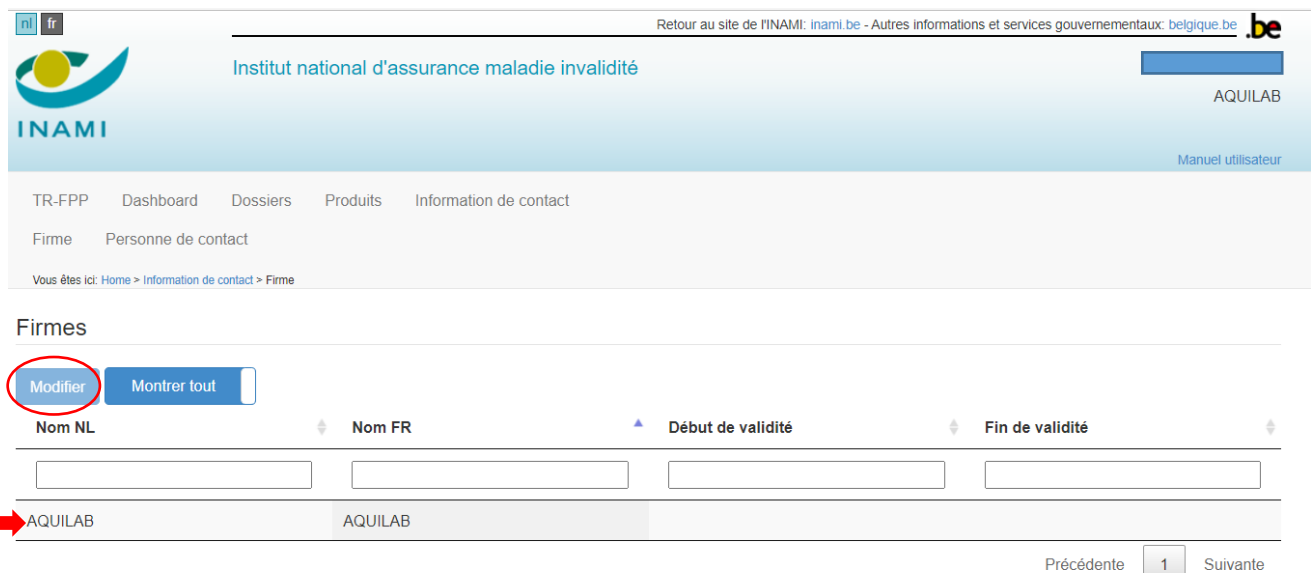 nl fr
Retour au site de l'INAMI: inami.be - Autres informations et services gouvernementaux: belgique.be .be
Institut national d'assurance maladie invalidité
AQUILAB
INAMI
Manuel utilisateur
TR-FPP Dashboard Dossiers Produits Information de contact
Firme Personne de contact
Vous êtes ici: Home > Information de contact > Firme
Firmes
Modifier Montrer tout
Nom NL Nom FR Début de validité Fin de validité
AQUILAB AQUILAB
Précédente 1 Suivante